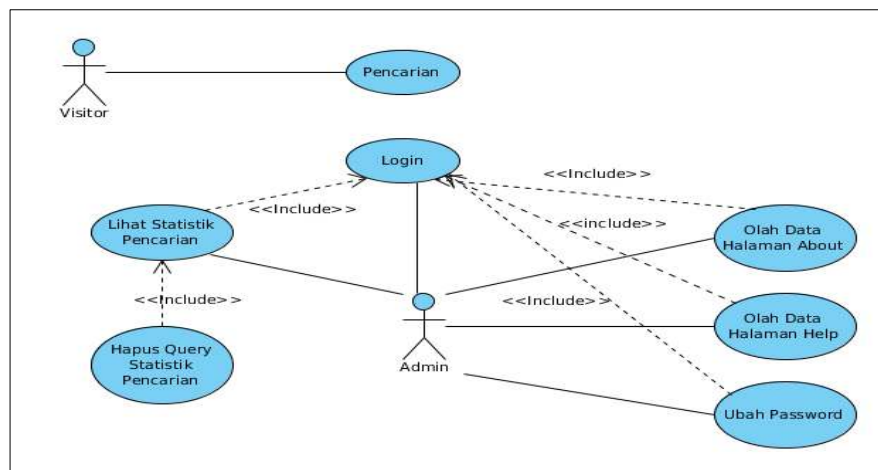 Visitor
Pencarian
Login
<<Include>>
<<Include>>
<<include>>
Lihat Statistik
Pencarian
Olah Data
Halaman About
<<Include>>
<<Include>>
Olah Data
Halaman Help
Hapus Query
Statistik
Pencarian
Admin
Ubah Password